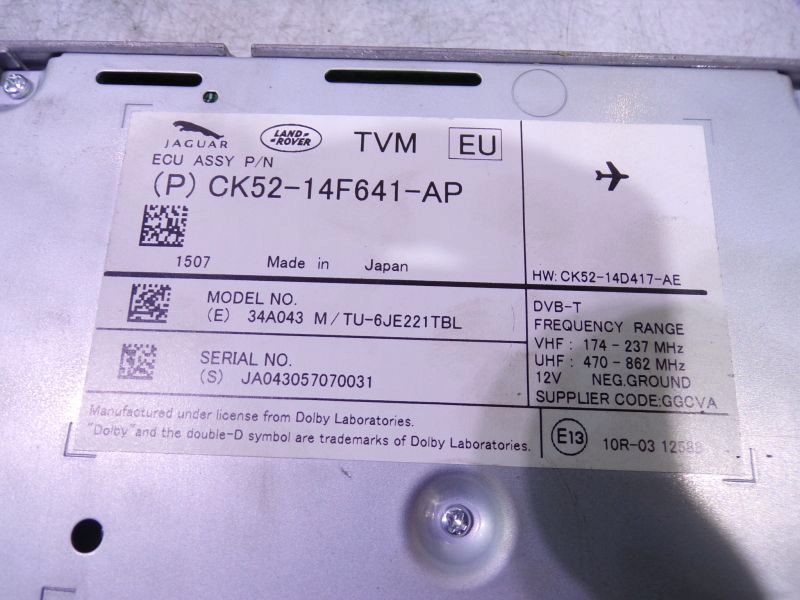 JAGUAR LAND ROVER TVM EU
ECU ASSY P/N
(P) CK52-14F641-AP
1507 Made in Japan
HW: CK52-14D417-AE
MODEL NO.
(E) 34A043 M/TU-6JE221TBL
SERIAL NO.
(S) JA043057070031
DVB-T
FREQUENCY RANGE
VHF : 174 - 237 MHz
UHF : 470 - 862 MHz
12V NEG.GROUND
SUPPLIER CODE:GGCVA
Manufactured under license from Dolby Laboratories.
"Dolby" and the double-D symbol are trademarks of Dolby Laboratories.
E13 10R-03 12588